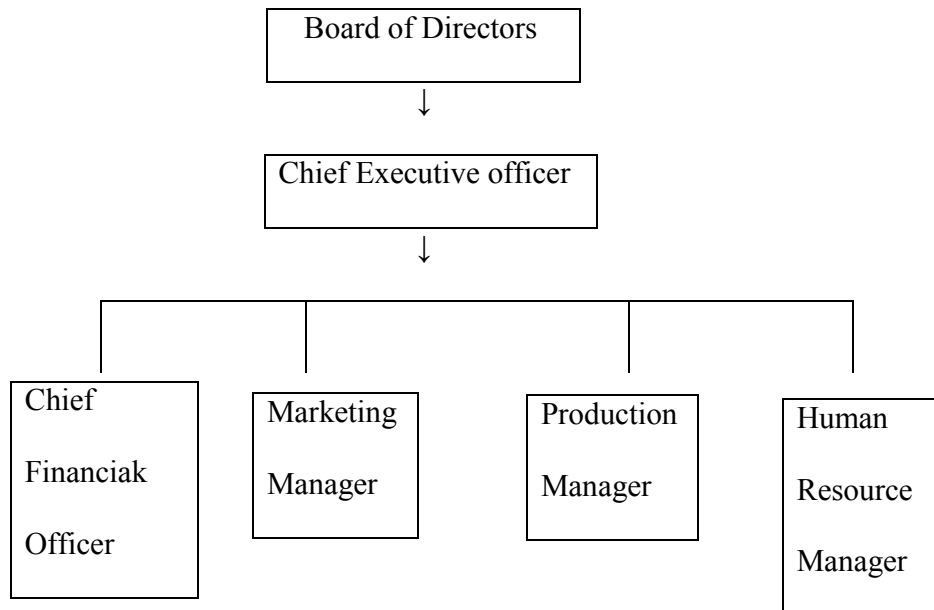 Board of Directors
↓
Chief Executive officer
↓
Chief
Financiak
Officer
Marketing
Manager
Production
Manager
Human
Resource
Manager